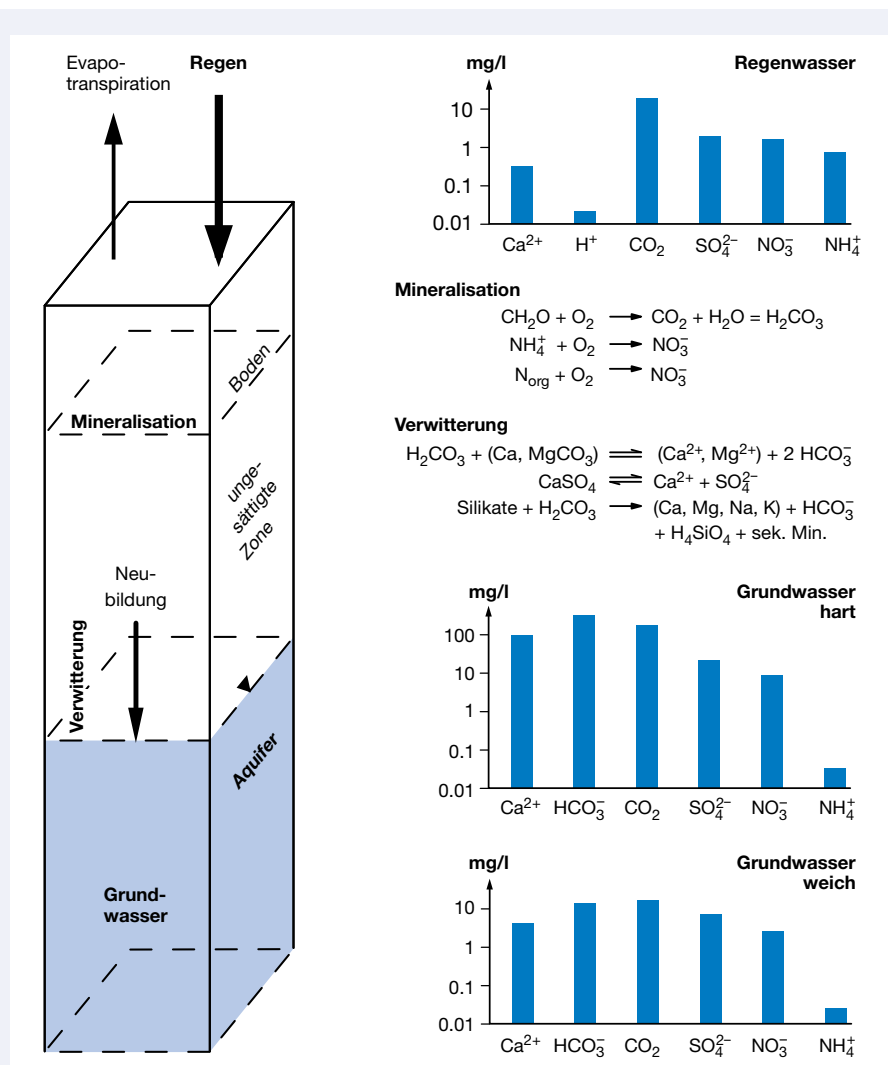 Evapo-
transpiration
Regen
Boden
Mineralisation
unge-
sättigte
Zone
Neu-
bildung
Verwitterung
Aquifer
Grund-
wasser
mg/l
Regenwasser
10
1
0.1
0.01
Ca²⁺ H⁺ CO₂ SO₄²⁻ NO₃⁻ NH₄⁺
Mineralisation
CH₂O + O₂ → CO₂ + H₂O = H₂CO₃
NH₄⁺ + O₂ → NO₃⁻
N_org + O₂ → NO₃⁻
Verwitterung
H₂CO₃ + (Ca, MgCO₃) ⇌ (Ca²⁺, Mg²⁺) + 2 HCO₃⁻
CaSO₄ ⇌ Ca²⁺ + SO₄²⁻
Silikate + H₂CO₃ → (Ca, Mg, Na, K) + HCO₃⁻
+ H₄SiO₄ + sek. Min.
mg/l
Grundwasser
hart
100
10
1
0.1
0.01
Ca²⁺ HCO₃⁻ CO₂ SO₄²⁻ NO₃⁻ NH₄⁺
mg/l
Grundwasser
weich
10
1
0.1
0.01
Ca²⁺ HCO₃⁻ CO₂ SO₄²⁻ NO₃⁻ NH₄⁺